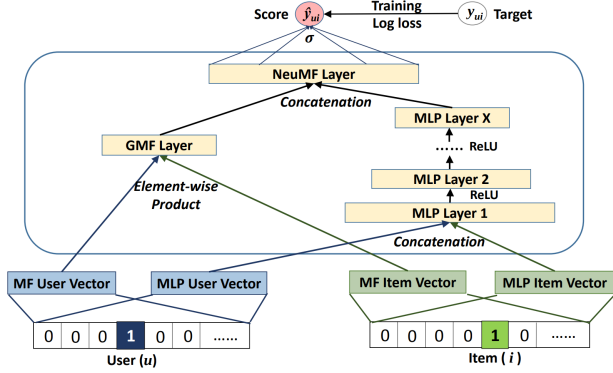 Score ŷui Training yui Target
Log loss
σ
NeuMF Layer
Concatenation
MLP Layer X
GMF Layer
...... ReLU
Element-wise
Product
MLP Layer 2
ReLU
MLP Layer 1
Concatenation
MF User Vector MLP User Vector MF Item Vector MLP Item Vector
0 0 0 1 0 0 ...... 0 0 0 0 1 0 ......
User (u) Item ( i )